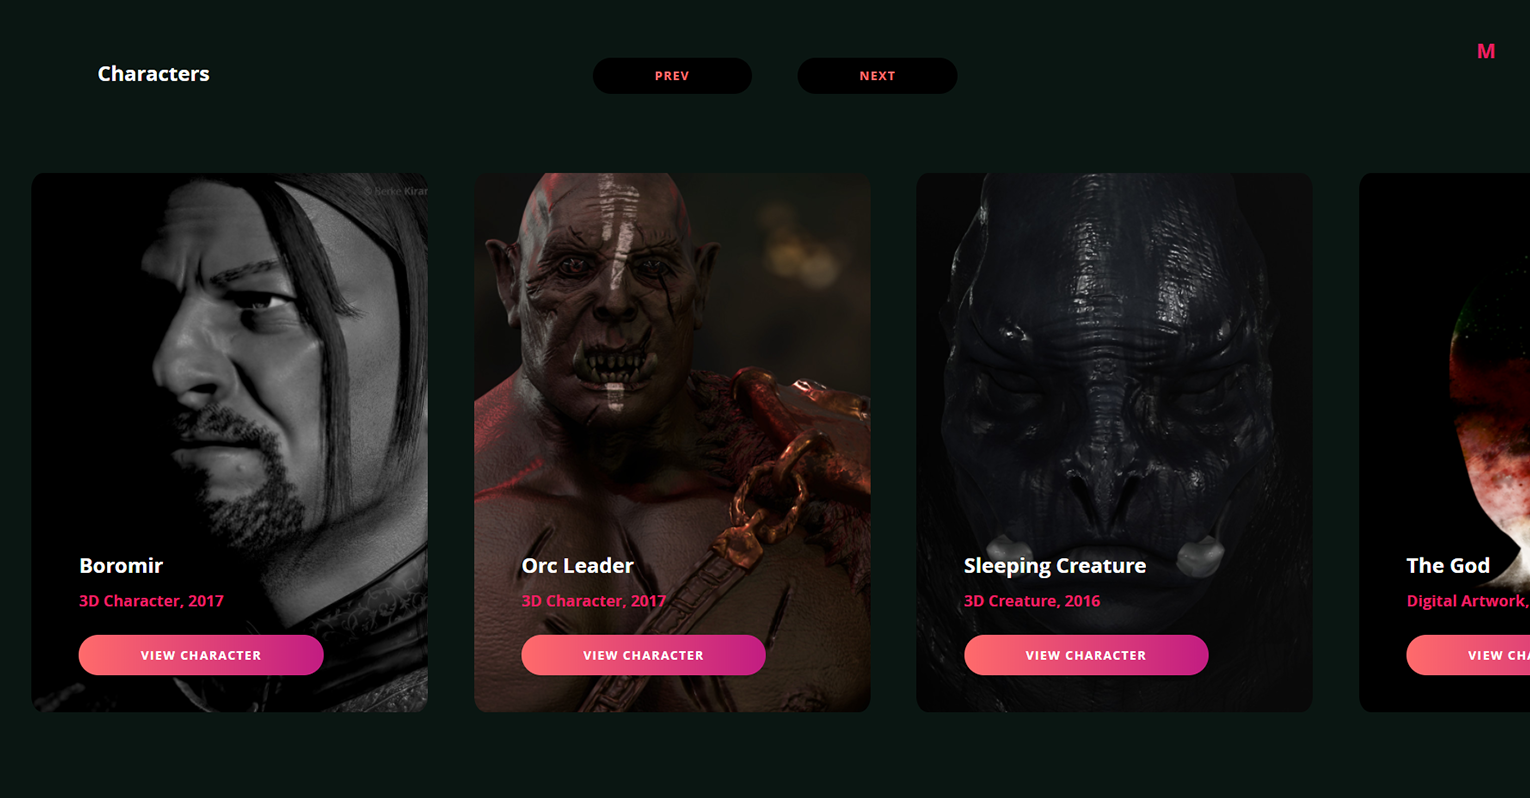 Characters
PREV
NEXT
M
© Berke Kiran
Boromir
3D Character, 2017
VIEW CHARACTER
Orc Leader
3D Character, 2017
VIEW CHARACTER
Sleeping Creature
3D Creature, 2016
VIEW CHARACTER
The God
Digital Artwork,
VIEW CHA